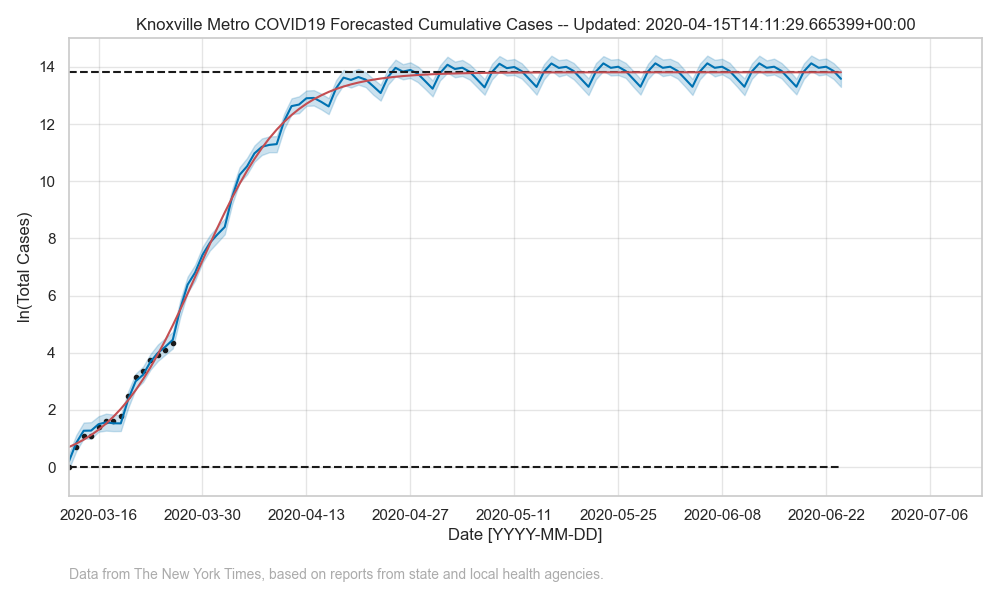 Knoxville Metro COVID19 Forecasted Cumulative Cases -- Updated: 2020-04-15T14:11:29.665399+00:00
14
12
10
8
6
4
2
0
ln(Total Cases)
2020-03-16 2020-03-30 2020-04-13 2020-04-27 2020-05-11 2020-05-25 2020-06-08 2020-06-22 2020-07-06
Date [YYYY-MM-DD]
Data from The New York Times, based on reports from state and local health agencies.